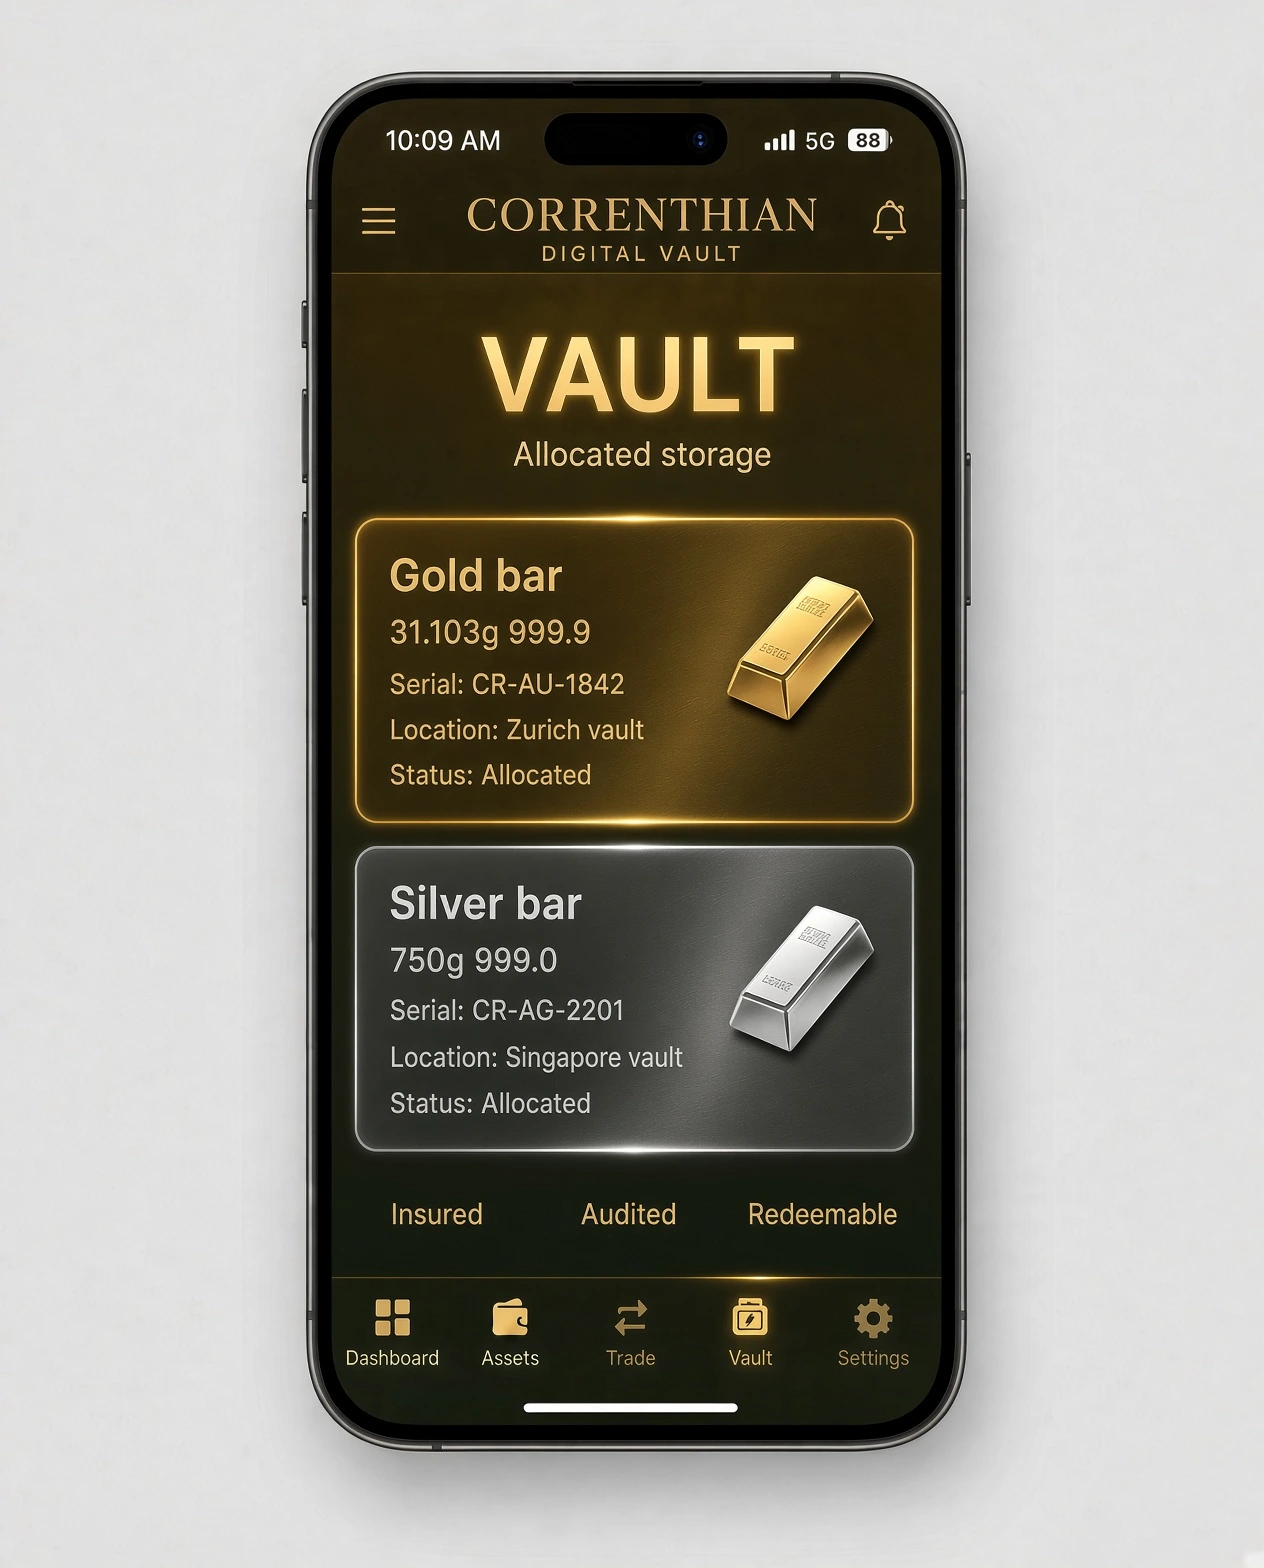 10:09 AM 5G 88
CORRENTHIAN
DIGITAL VAULT
VAULT
Allocated storage
Gold bar
31.103g 999.9
Serial: CR-AU-1842
Location: Zurich vault
Status: Allocated
Silver bar
750g 999.0
Serial: CR-AG-2201
Location: Singapore vault
Status: Allocated
Insured Audited Redeemable
Dashboard Assets Trade Vault Settings